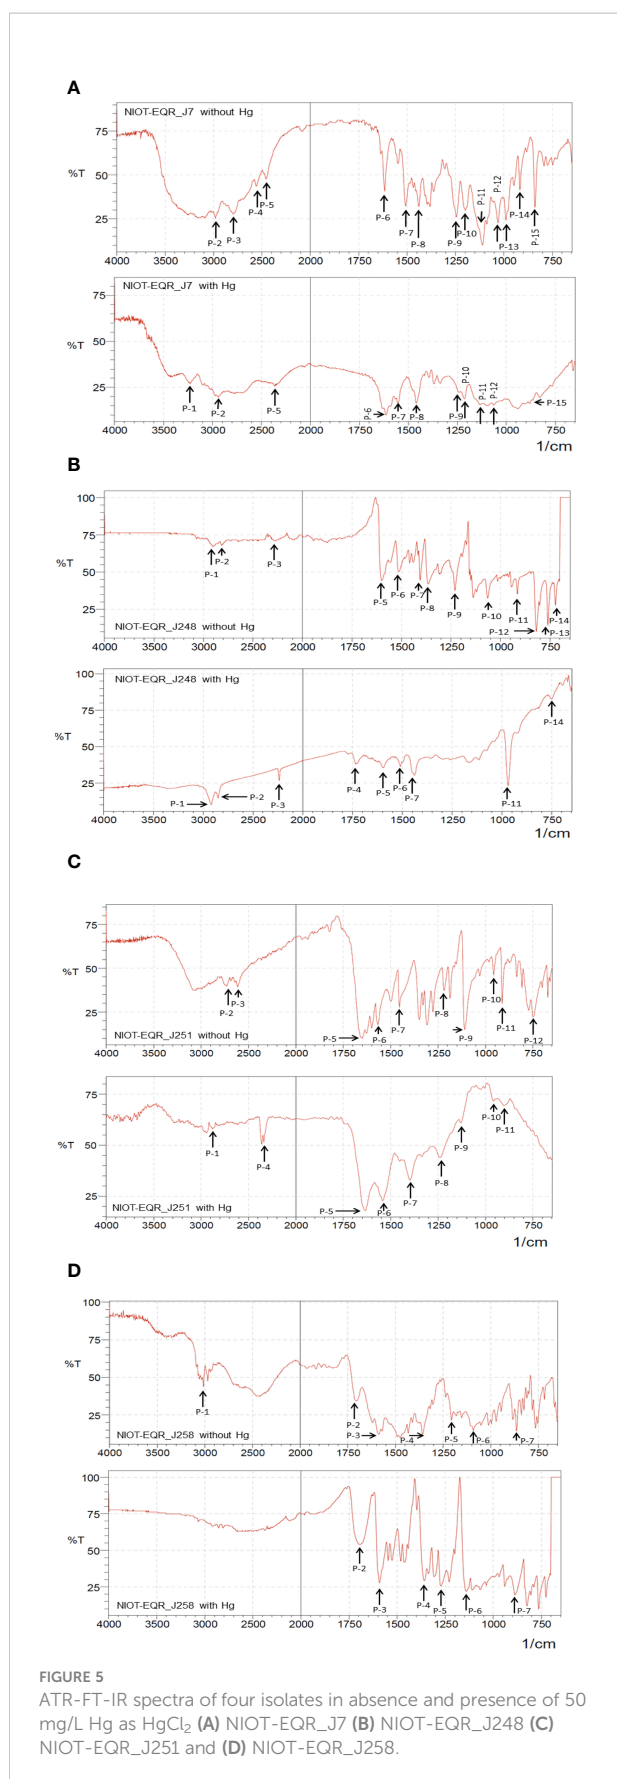 A
NIOT-EQR_J7 without Hg
75
%T
50
25
P-2
P-3
P-4
P-5
P-6
P-7
P-8
P-9
P-10
P-11
P-12
P-13
P-14
P-15
4000 3500 3000 2500 2000 1500 1250 1000 750
NIOT-EQR_J7 with Hg
75
%T
50
25
P-1
P-2
P-5
P-6
P-7
P-8
P-9
P-10
P-11
P-12
P-15
4000 3500 3000 2500 2000 1500 1250 1000 750
1/cm
B
100
75
%T
50
25
P-1
P-2
P-3
P-5
P-6
P-7
P-8
P-9
P-10
P-11
P-12
P-13
P-14
NIOT-EQR_J248 without Hg
4000 3500 3000 2500 2000 1750 1500 1250 1000 750
NIOT-EQR_J248 with Hg
100
75
%T
50
25
P-1
P-2
P-3
P-4
P-5
P-6
P-7
P-11
P-14
4000 3500 3000 2500 2000 1750 1500 1250 1000 750
1/cm
C
75
%T
50
25
P-2
P-3
P-5
P-6
P-7
P-8
P-9
P-10
P-11
P-12
NIOT-EQR_J251 without Hg
4000 3500 3000 2500 2000 1750 1500 1250 1000 750
75
%T
50
25
P-1
P-4
P-5
P-6
P-7
P-8
P-9
P-10
P-11
NIOT-EQR_J251 with Hg
4000 3500 3000 2500 2000 1750 1500 1250 1000 750
1/cm
D
100
75
%T
50
25
P-1
P-2
P-3
P-4
P-5
P-6
P-7
NIOT-EQR_J258 without Hg
4000 3500 3000 2500 2000 1750 1500 1250 1000 750
100
75
%T
50
25
P-2
P-3
P-4
P-5
P-6
P-7
NIOT-EQR_J258 with Hg
4000 3500 3000 2500 2000 1750 1500 1250 1000 750
1/cm
FIGURE 5
ATR-FT-IR spectra of four isolates in absence and presence of 50
mg/L Hg as HgCl₂ (A) NIOT-EQR_J7 (B) NIOT-EQR_J248 (C)
NIOT-EQR_J251 and (D) NIOT-EQR_J258.